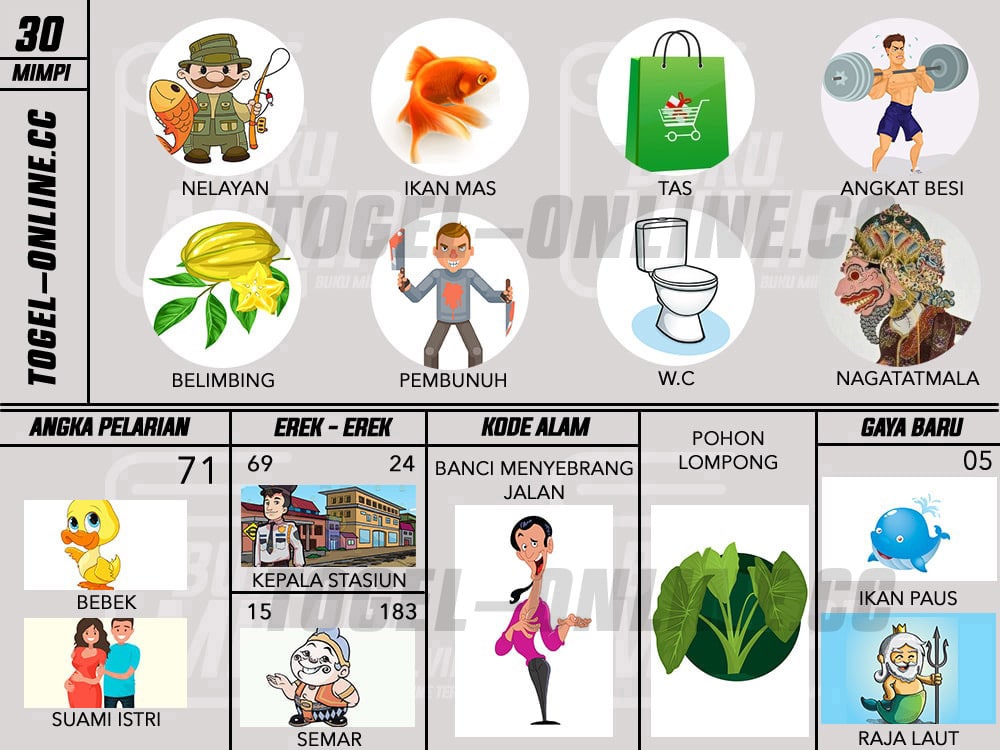 30
MIMPI
TOGEL-ONLINE.CC
NELAYAN
IKAN MAS
TAS
ANGKAT BESI
TOGEL-ONLINE.CC
BELIMBING
PEMBUNUH
W.C
NAGATATMALA
ANGKA PELARIAN
71
BEBEK
SUAMI ISTRI
EREK - EREK
69 24
KEPALA STASIUN
15 183
SEMAR
KODE ALAM
BANCI MENYEBRANG
JALAN
POHON
LOMPONG
GAYA BARU
05
IKAN PAUS
RAJA LAUT
TOGEL-ONLINE.CC